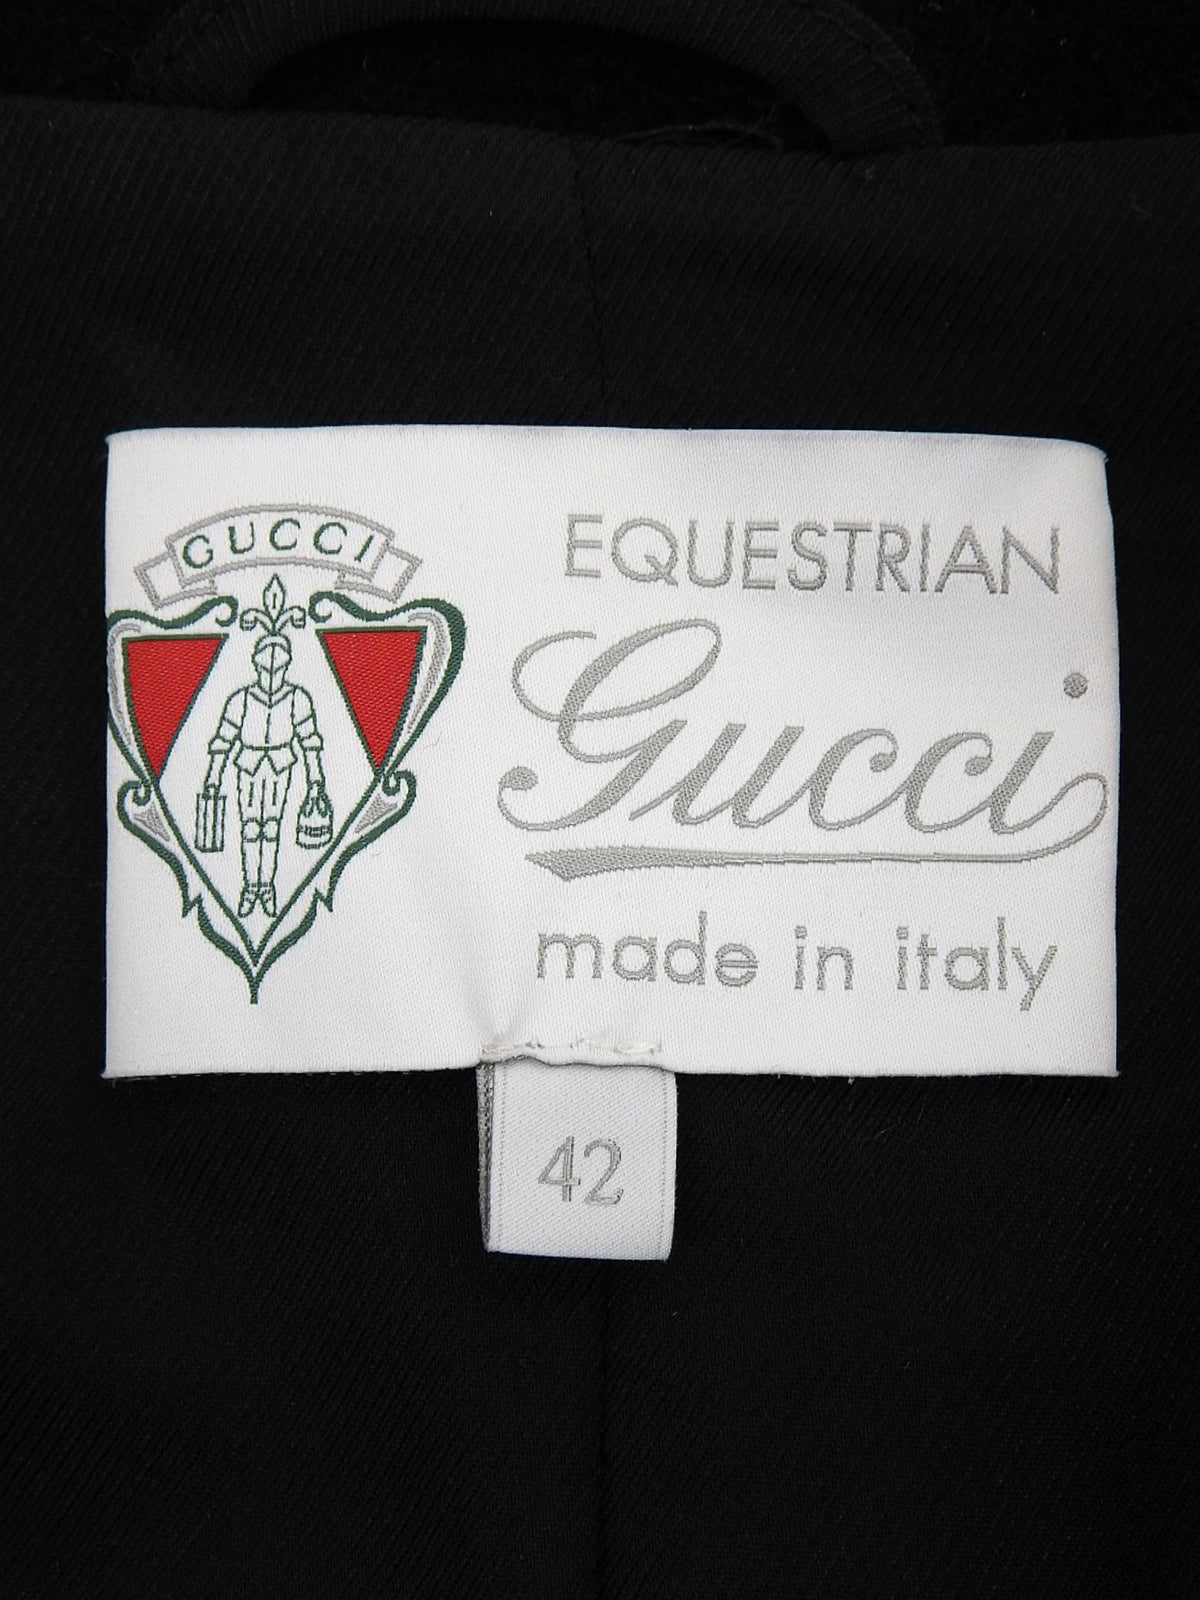 GUCCI
EQUESTRIAN
Gucci
made in italy
42